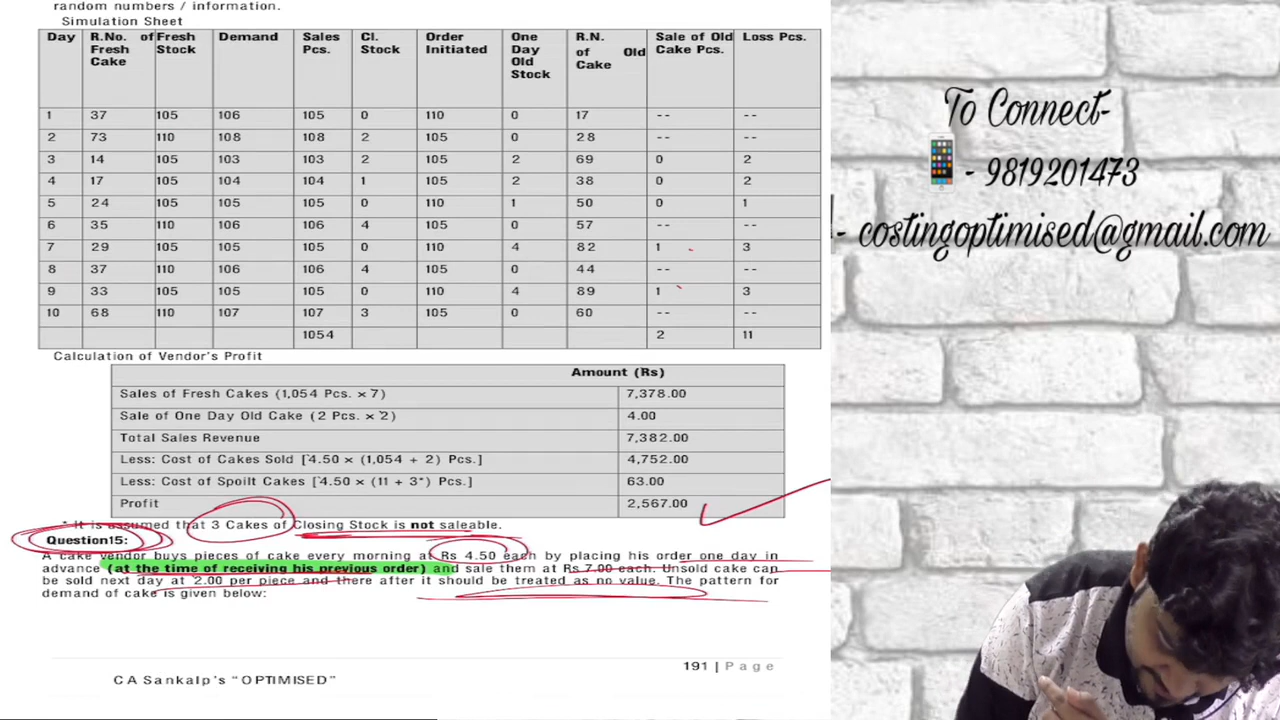 random numbers / information.
Simulation Sheet
Day R.No. of Fresh Cake Fresh Stock Demand Sales Pcs. Cl. Stock Order Initiated One Day Old Stock R.N. of Old Cake Sale of Old Cake Pcs. Loss Pcs.
1 37 105 106 105 0 110 0 17 -- --
2 73 110 108 108 2 105 0 28 -- --
3 14 105 103 103 2 105 2 69 0 2
4 17 105 104 104 1 105 2 38 0 2
5 24 105 105 105 0 110 1 50 0 1
6 35 110 106 106 4 105 0 57 -- --
7 29 105 105 105 0 110 4 82 1 3
8 37 110 106 106 4 105 0 44 -- --
9 33 105 105 105 0 110 4 89 1 3
10 68 110 107 107 3 105 0 60 -- --
1054 2 11
Calculation of Vendor's Profit
Amount (Rs)
Sales of Fresh Cakes (1,054 Pcs. × 7) 7,378.00
Sale of One Day Old Cake (2 Pcs. × `2) 4.00
Total Sales Revenue 7,382.00
Less: Cost of Cakes Sold [`4.50 × (1,054 + 2) Pcs.] 4,752.00
Less: Cost of Spoilt Cakes [`4.50 × (11 + 3*) Pcs.] 63.00
Profit 2,567.00
* It is assumed that 3 Cakes of Closing Stock is not saleable.
Question15:
A cake vendor buys pieces of cake every morning at Rs 4.50 each by placing his order one day in
advance (at the time of receiving his previous order) and sale them at Rs 7.00 each. Unsold cake can
be sold next day at `2.00 per piece and there after it should be treated as no value. The pattern for
demand of cake is given below:
191 | Page
CA Sankalp's "OPTIMISED"
To Connect-
- 9819201473
- costingoptimised@gmail.com